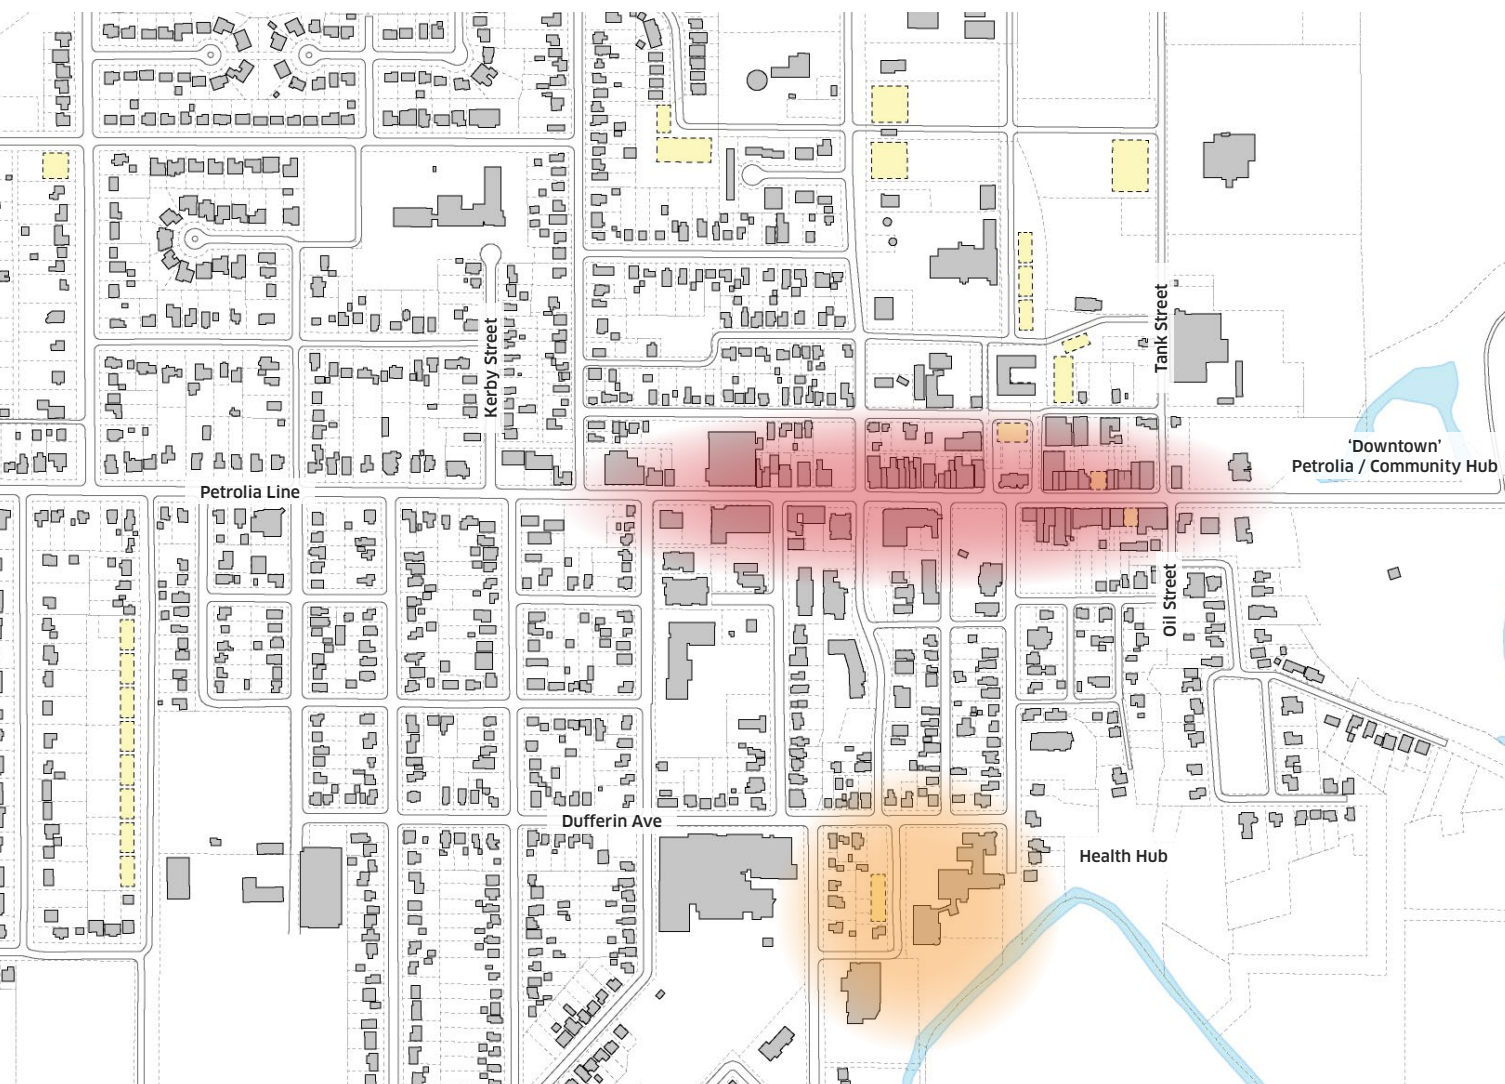 Tank Street
Kerby Street
'Downtown'
Petrolia / Community Hub
Petrolia Line
Oil Street
Dufferin Ave
Health Hub